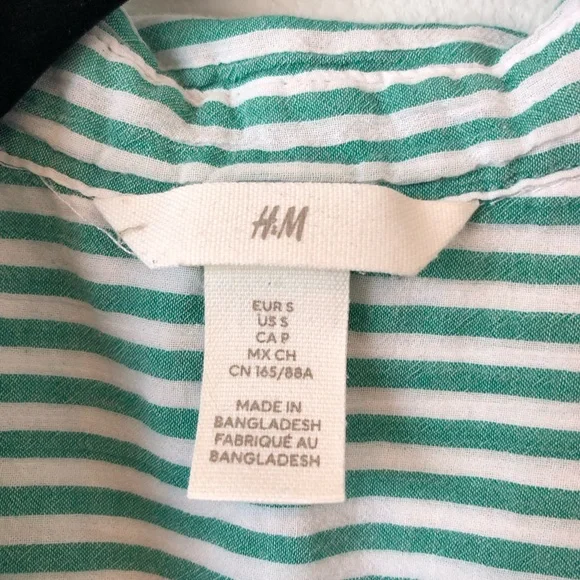 H&M
EUR S
US S
CA P
MX CH
CN 165/88A
MADE IN
BANGLADESH
FABRIQUÉ AU
BANGLADESH